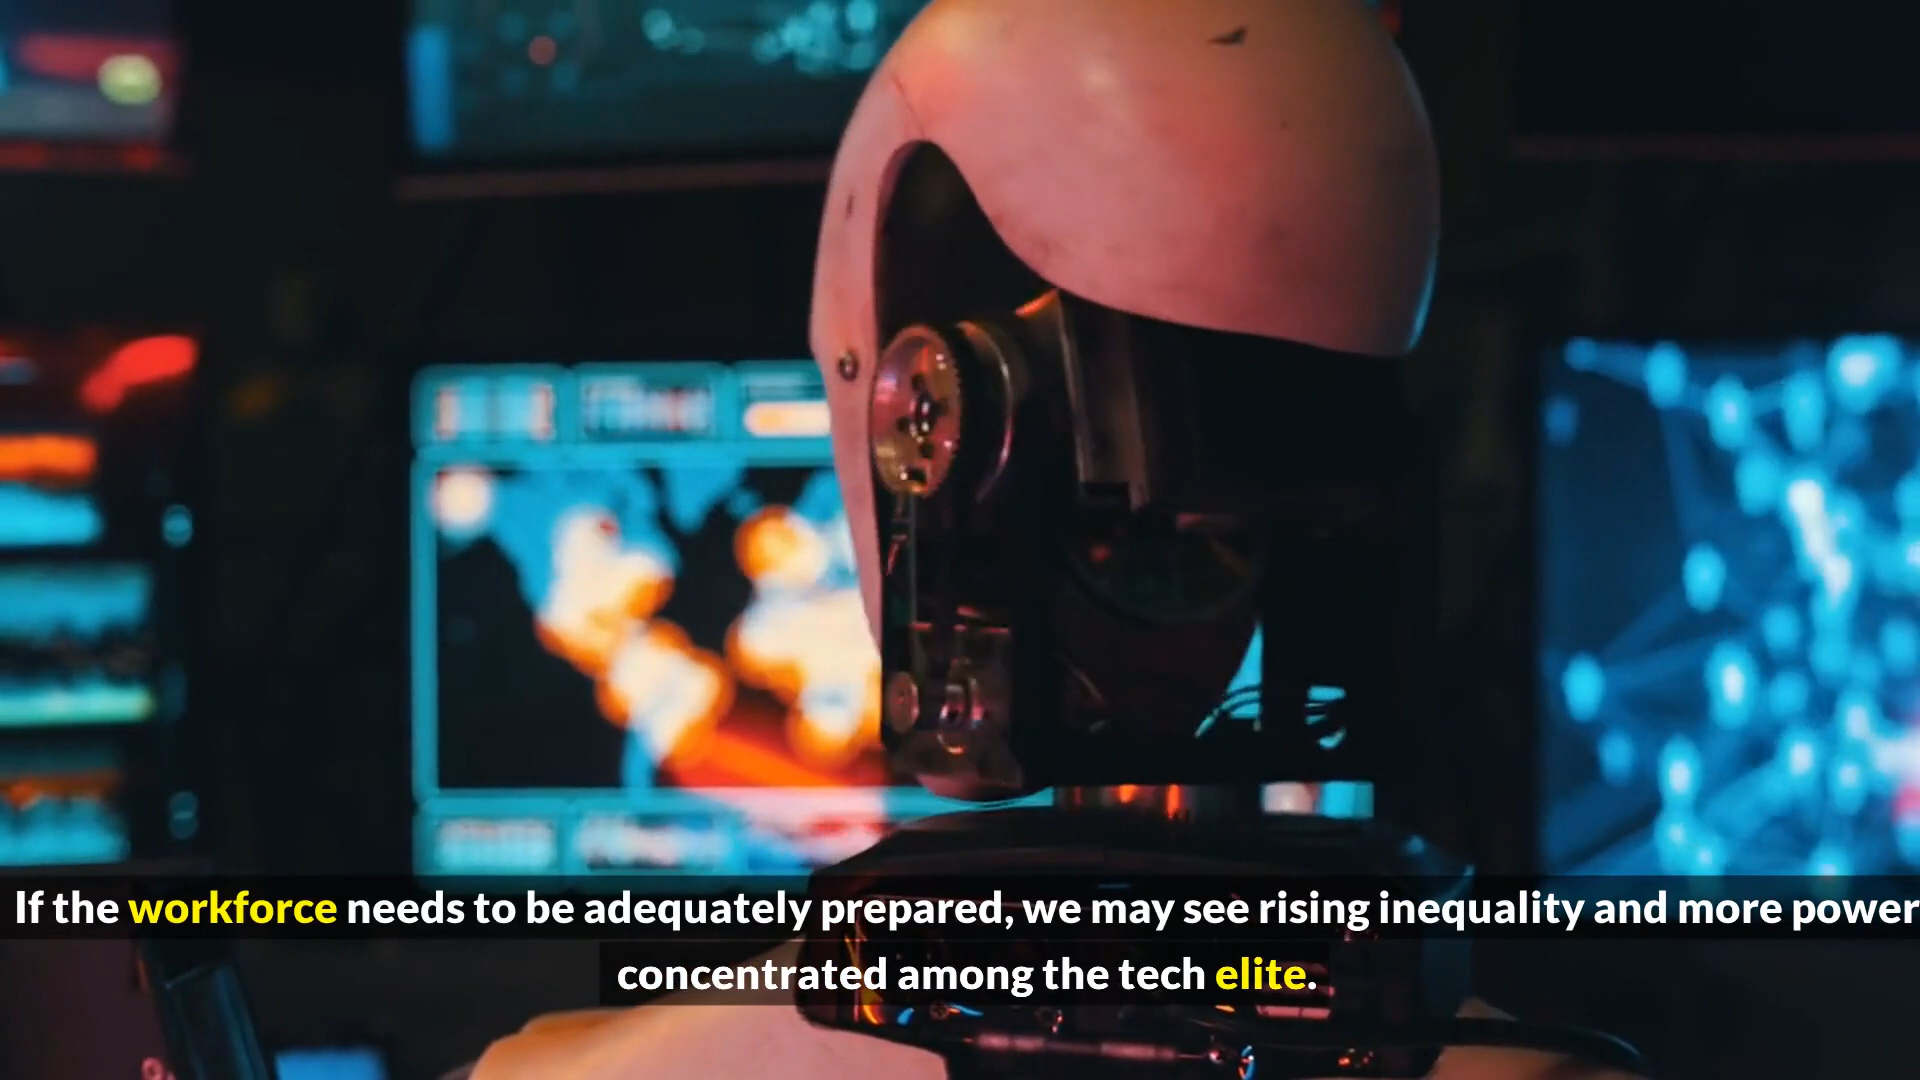 If the workforce needs to be adequately prepared, we may see rising inequality and more power
concentrated among the tech elite.